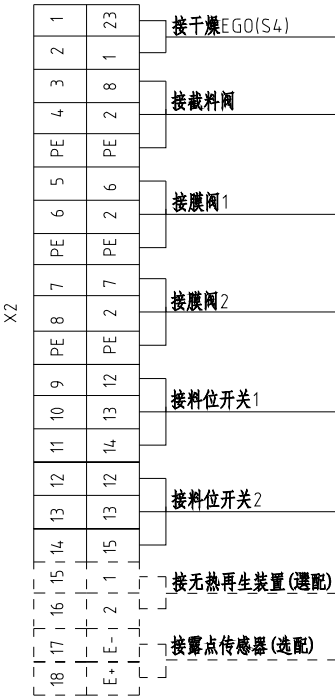 X2
1 23 接干燥EGO(S4)
2 1
3 8 接截料阀
4 2
PE PE
5 6 接膜阀1
6 2
PE PE
7 7 接膜阀2
8 2
PE PE
9 12 接料位开关1
10 13
11 14
12 12 接料位开关2
13 13
14 15
15 1 接无热再生装置(選配)
16 2
17 E- 接露点传感器(选配)
18 E+